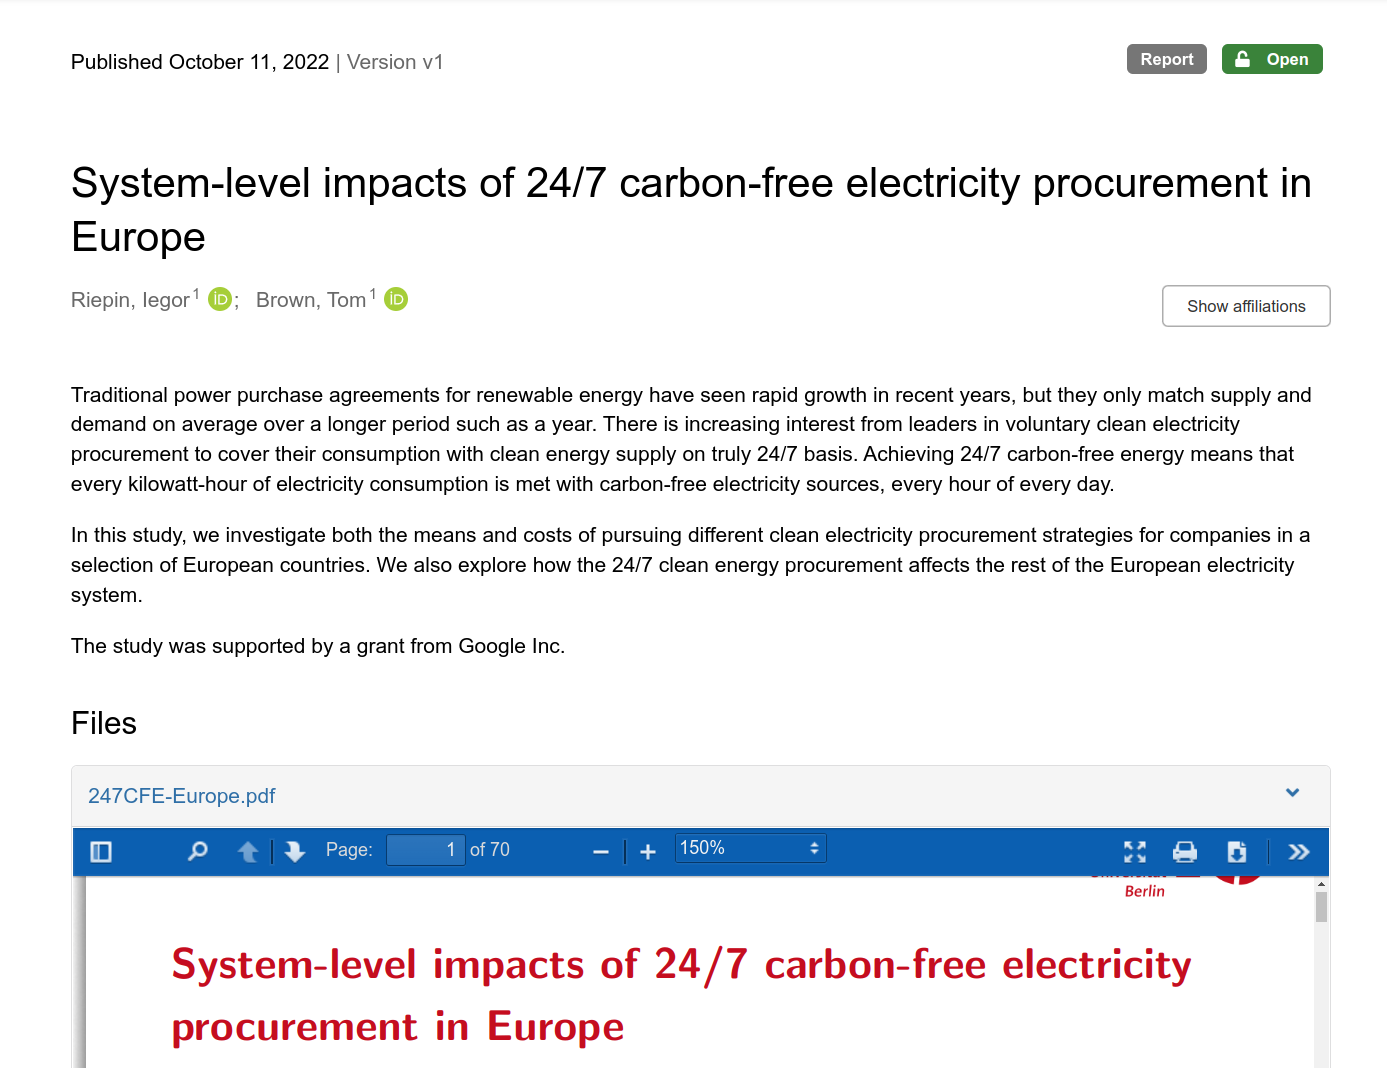 Published October 11, 2022 | Version v1
Report
Open
System-level impacts of 24/7 carbon-free electricity procurement in
Europe
Riepin, Iegor 1 iD; Brown, Tom 1 iD
Show affiliations
Traditional power purchase agreements for renewable energy have seen rapid growth in recent years, but they only match supply and
demand on average over a longer period such as a year. There is increasing interest from leaders in voluntary clean electricity
procurement to cover their consumption with clean energy supply on truly 24/7 basis. Achieving 24/7 carbon-free energy means that
every kilowatt-hour of electricity consumption is met with carbon-free electricity sources, every hour of every day.
In this study, we investigate both the means and costs of pursuing different clean electricity procurement strategies for companies in a
selection of European countries. We also explore how the 24/7 clean energy procurement affects the rest of the European electricity
system.
The study was supported by a grant from Google Inc.
Files
247CFE-Europe.pdf
Page: 1 of 70
150%
Berlin
System-level impacts of 24/7 carbon-free electricity
procurement in Europe